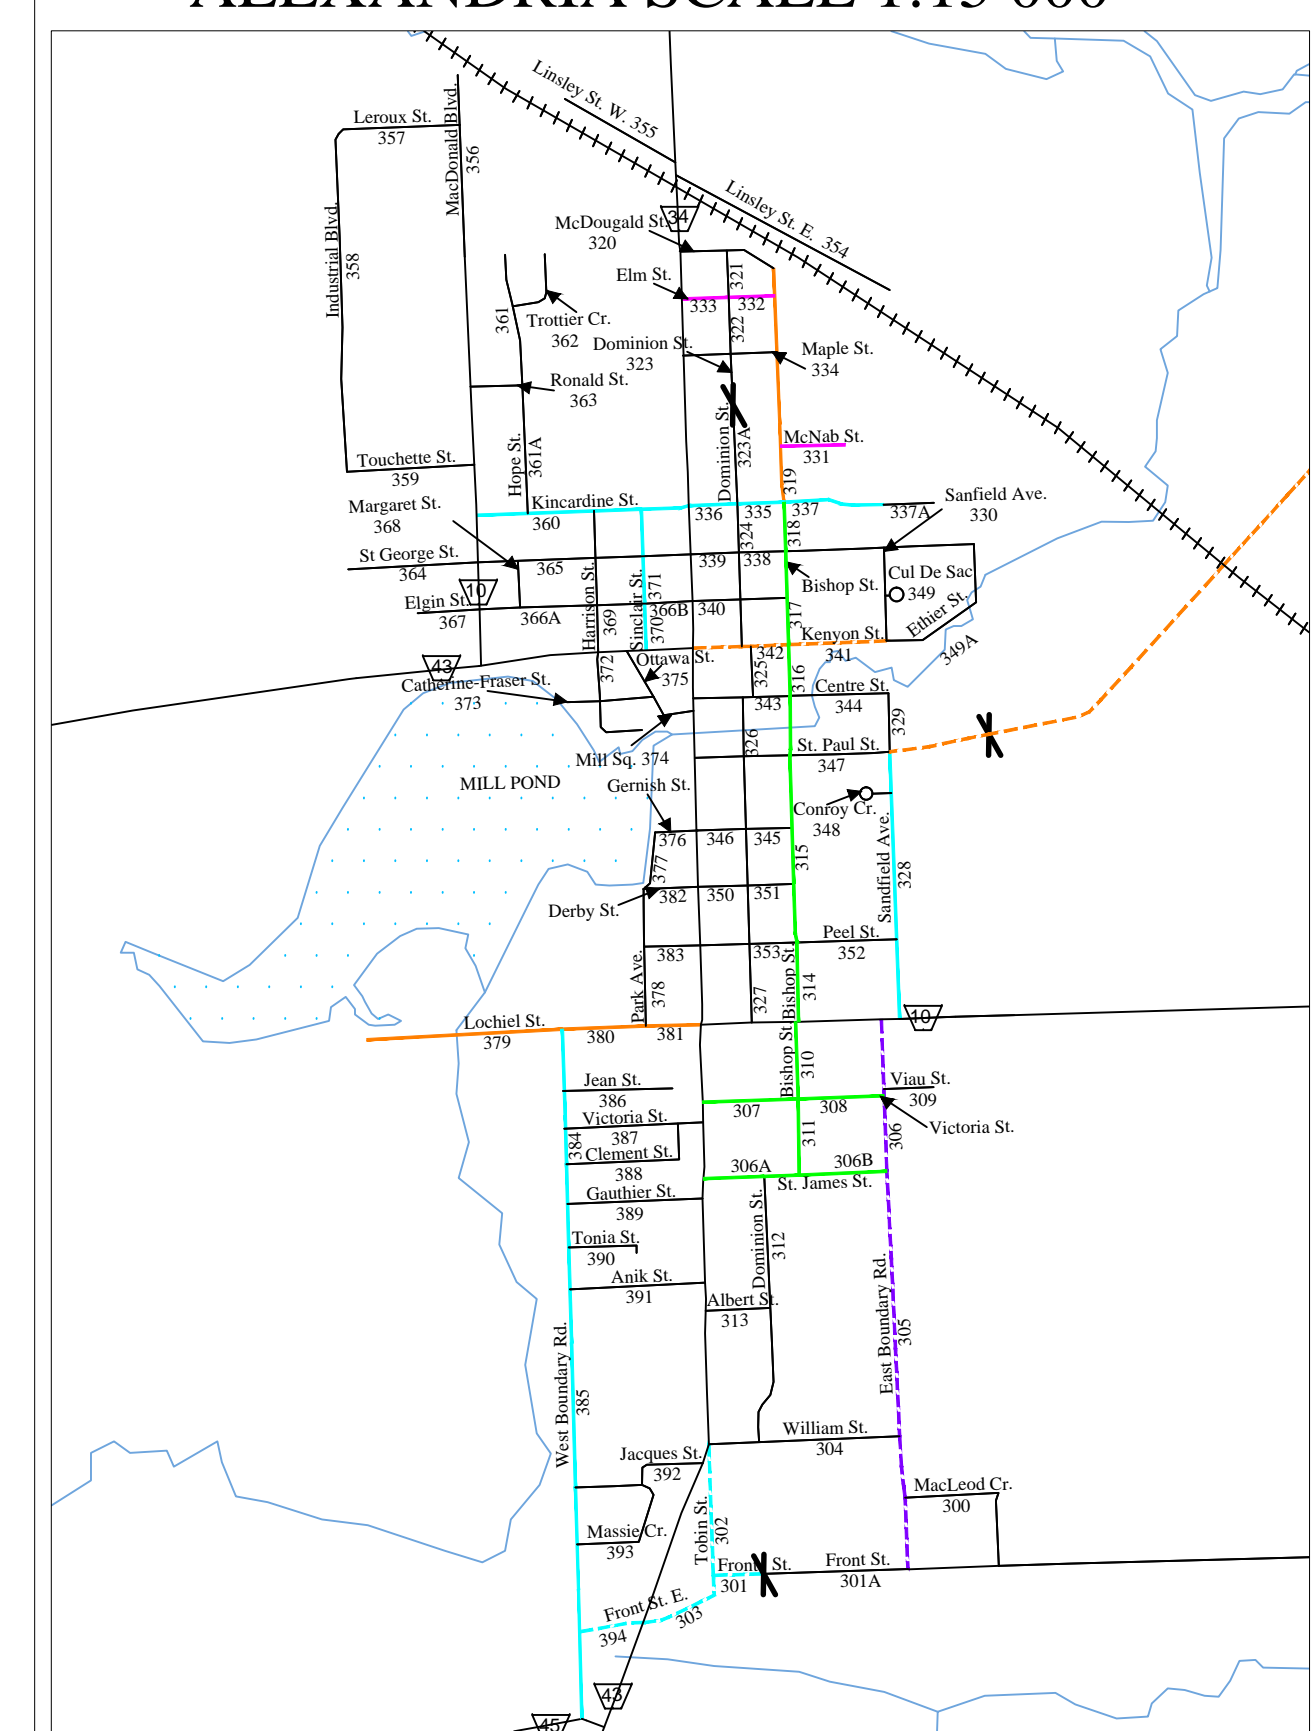 ALEXANDRIA SCALE 1:15 000
Linsley St. W. 355
Leroux St.
357
MacDonald Blvd.
356
Linsley St. E. 354
34
McDougald St.
320
Industrial Blvd.
358
Elm St.
321
333
332
361
Trottier Cr.
362
322
Dominion St.
323
Maple St.
334
Ronald St.
363
Dominion St.
323A
McNab St.
331
Hope St.
361A
Touchette St.
359
319
Kincardine St.
360
336
335
337
337A
Sanfield Ave.
330
Margaret St.
368
324
318
St George St.
364
365
339
338
Bishop St.
Cul De Sac
349
10
Elgin St.
367
366A
Harrison St.
369
Sinclair St.
371
370
366B
340
317
Ethier St.
349A
Kenyon St.
341
342
43
372
Ottawa St.
375
325
316
Catherine-Fraser St.
373
343
Centre St.
344
329
326
Mill Sq. 374
St. Paul St.
347
MILL POND
Gernish St.
Conroy Cr.
348
376
346
345
315
377
Sandfield Ave.
328
382
350
351
Derby St.
Peel St.
352
383
353
Park Ave.
378
327
Bishop St.
314
Lochiel St.
379
380
381
10
Bishop St.
310
Jean St.
386
Viau St.
309
307
308
Victoria St.
387
384
Victoria St.
306
311
Clement St.
388
306A
306B
St. James St.
Gauthier St.
389
Dominion St.
312
Tonia St.
390
Anik St.
391
Albert St.
313
East Boundary Rd.
305
West Boundary Rd.
385
William St.
304
Jacques St.
392
MacLeod Cr.
300
Tobin St.
302
Massie Cr.
393
Front St.
301
Front St.
301A
Front St. E.
303
394
43
45